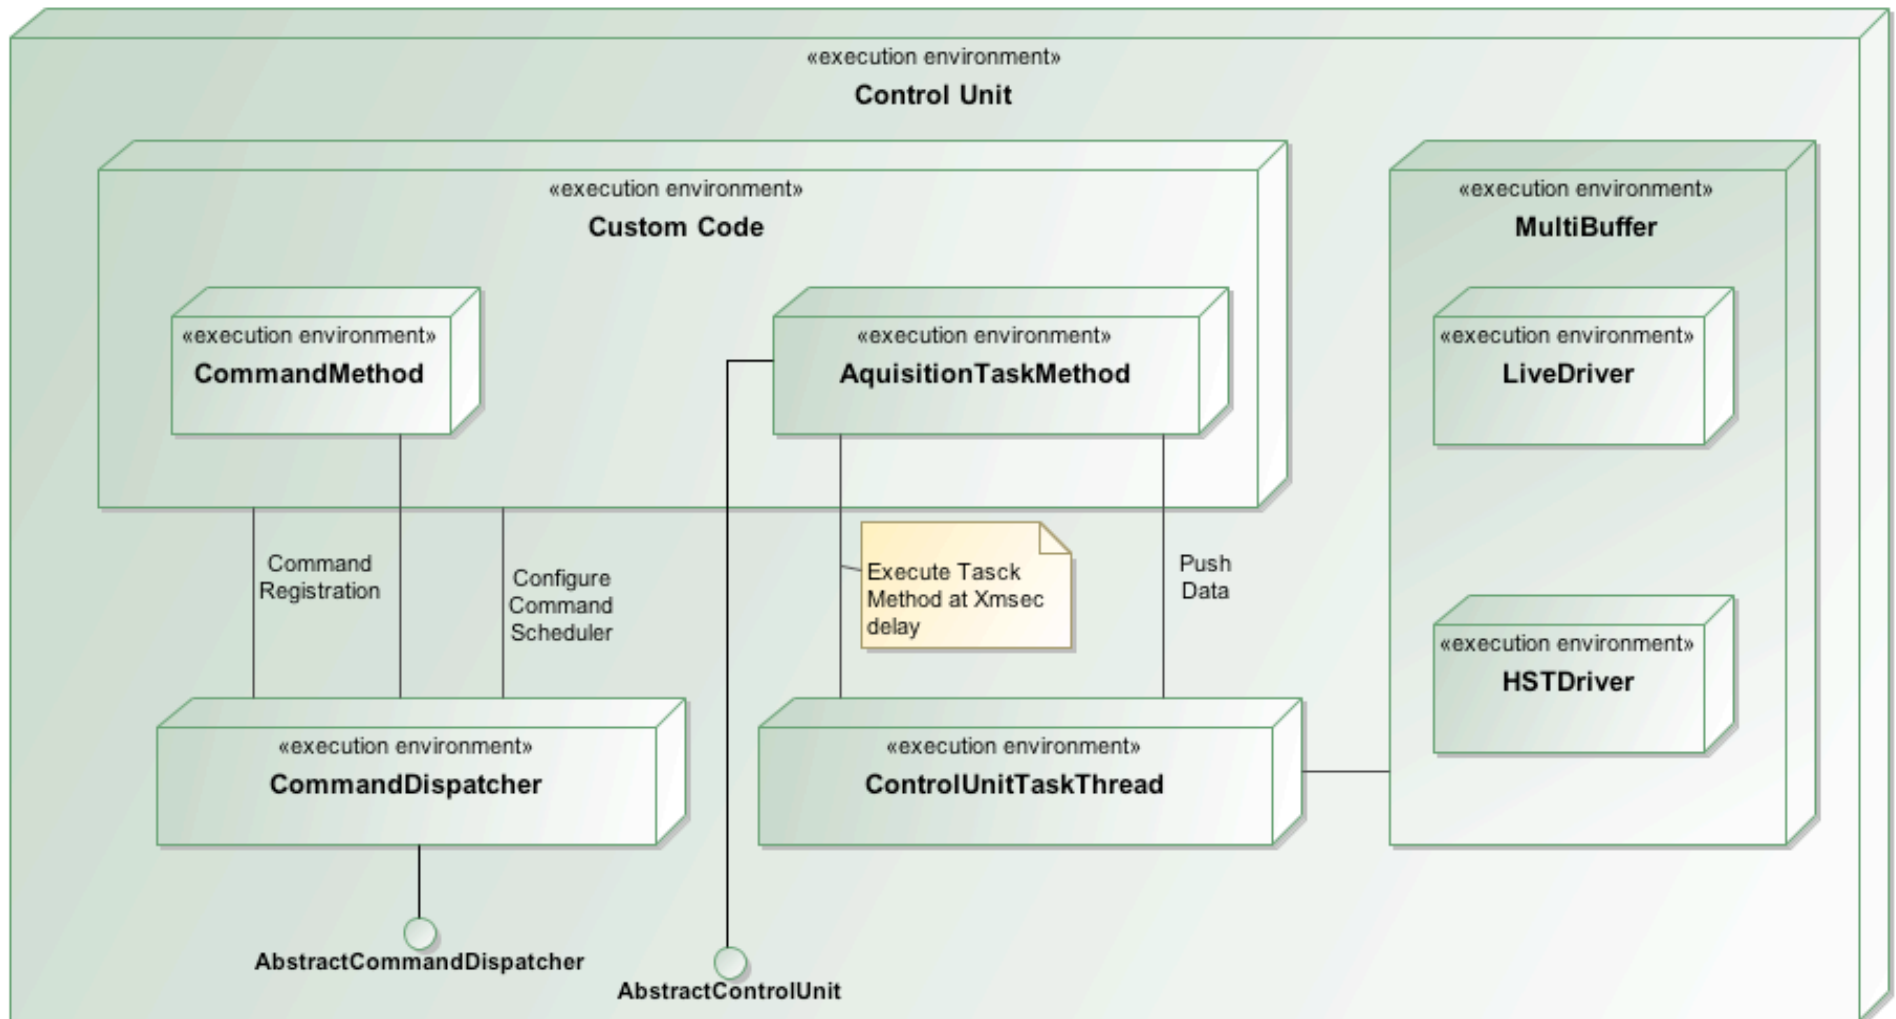 «execution environment»
Control Unit
«execution environment»
Custom Code
«execution environment»
MultiBuffer
«execution environment»
CommandMethod
«execution environment»
AquisitionTaskMethod
«execution environment»
LiveDriver
Command
Registration
Configure
Command
Scheduler
Execute Tasck
Method at Xmsec
delay
Push
Data
«execution environment»
HSTDriver
«execution environment»
CommandDispatcher
«execution environment»
ControlUnitTaskThread
AbstractCommandDispatcher
AbstractControlUnit